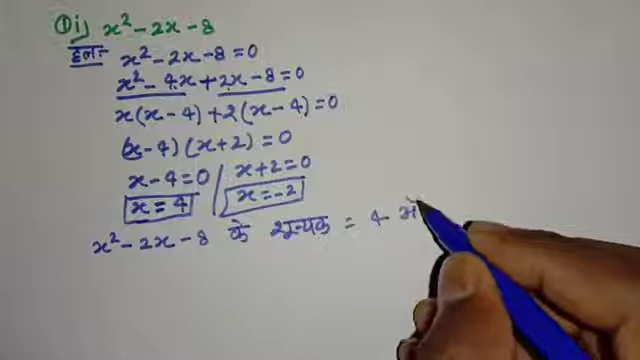 ① i) x² - 2x - 8
हल:- x² - 2x - 8 = 0
x² - 4x + 2x - 8 = 0
x(x - 4) + 2(x - 4) = 0
(x - 4) (x + 2) = 0
x - 4 = 0 / x + 2 = 0
x = 4 / x = -2
x² - 2x - 8 के शून्यक = 4